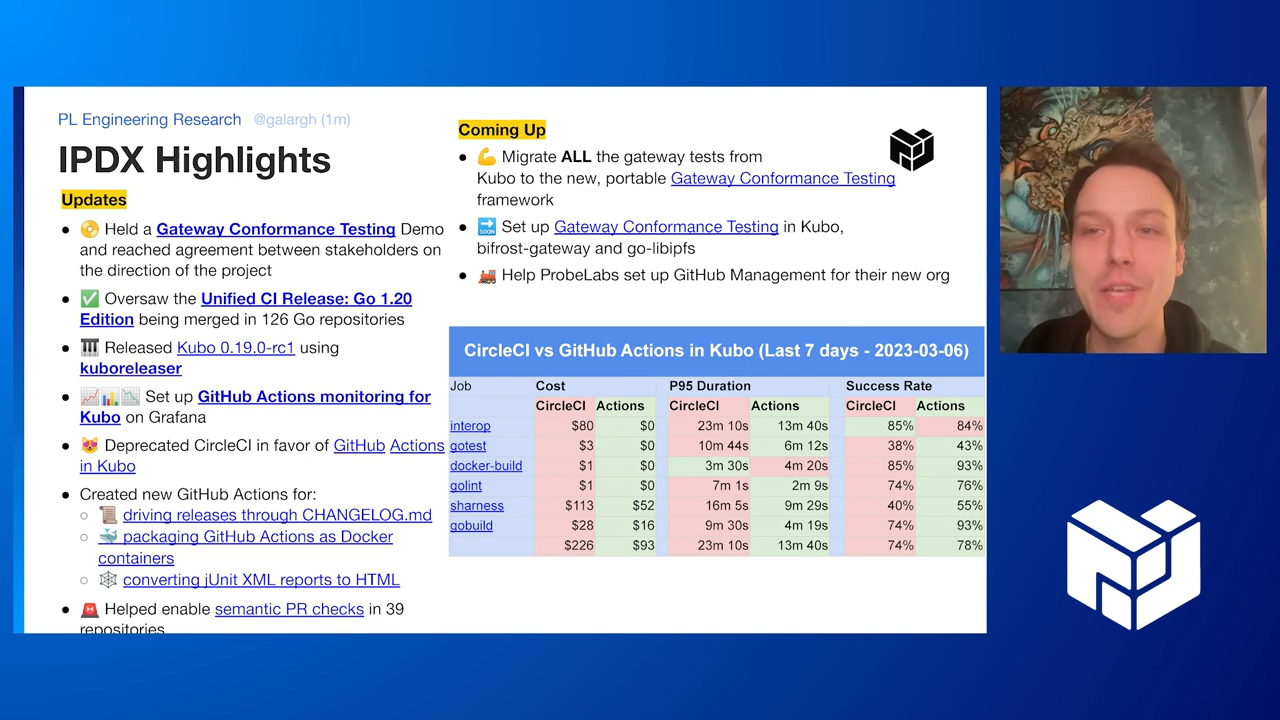 PL Engineering Research @galargh (1m)
IPDX Highlights
Updates
Held a Gateway Conformance Testing Demo
and reached agreement between stakeholders on
the direction of the project
Oversaw the Unified CI Release: Go 1.20
Edition being merged in 126 Go repositories
Released Kubo 0.19.0-rc1 using
kuboreleaser
Set up GitHub Actions monitoring for
Kubo on Grafana
Deprecated CircleCI in favor of GitHub Actions
in Kubo
Created new GitHub Actions for:
driving releases through CHANGELOG.md
packaging GitHub Actions as Docker
containers
converting jUnit XML reports to HTML
Helped enable semantic PR checks in 39
repositories
Coming Up
Migrate ALL the gateway tests from
Kubo to the new, portable Gateway Conformance Testing
framework
SOON Set up Gateway Conformance Testing in Kubo,
bifrost-gateway and go-libipfs
Help ProbeLabs set up GitHub Management for their new org
CircleCI vs GitHub Actions in Kubo (Last 7 days - 2023-03-06)
Job Cost P95 Duration Success Rate
CircleCI Actions CircleCI Actions CircleCI Actions
interop $80 $0 23m 10s 13m 40s 85% 84%
gotest $3 $0 10m 44s 6m 12s 38% 43%
docker-build $1 $0 3m 30s 4m 20s 85% 93%
golint $1 $0 7m 1s 2m 9s 74% 76%
sharness $113 $52 16m 5s 9m 29s 40% 55%
gobuild $28 $16 9m 30s 4m 19s 74% 93%
$226 $93 23m 10s 13m 40s 74% 78%